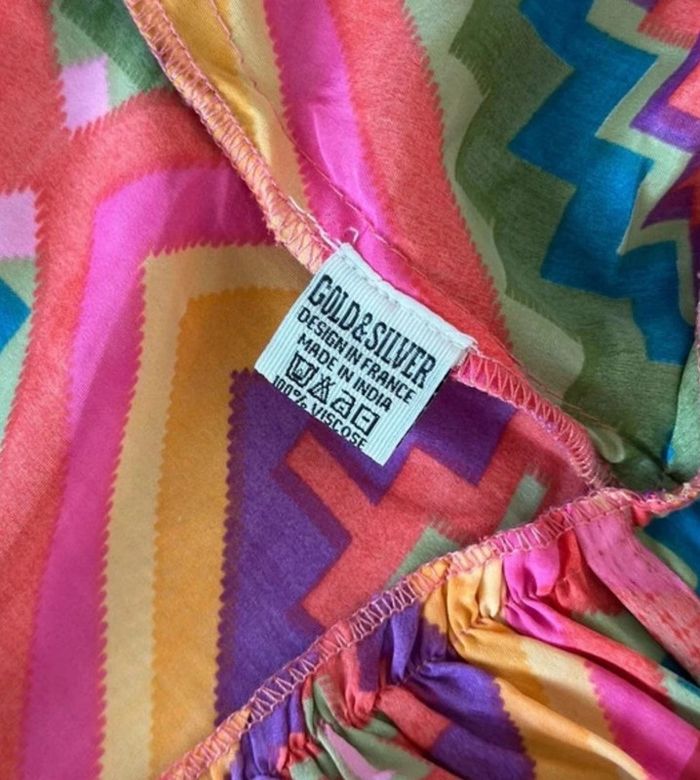 GOLD&SILVER
DESIGN IN FRANCE
MADE IN INDIA
100% VISCOSE